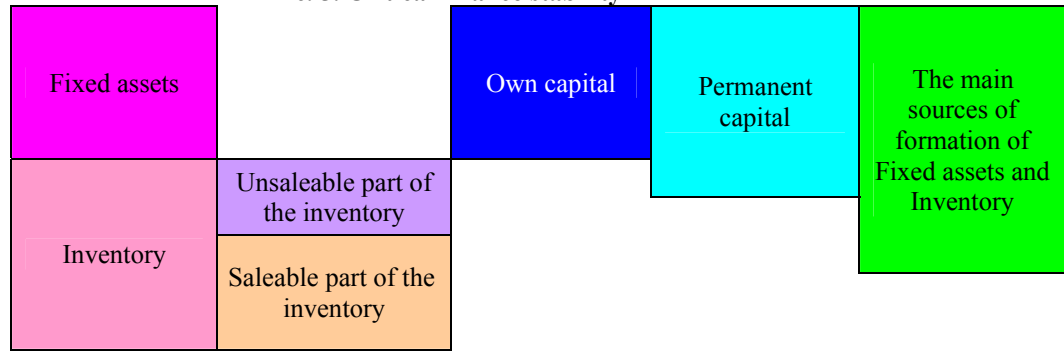 Fixed assets
Own capital
Permanent
capital
The main
sources of
formation of
Fixed assets and
Inventory
Unsaleable part of
the inventory
Inventory
Saleable part of the
inventory